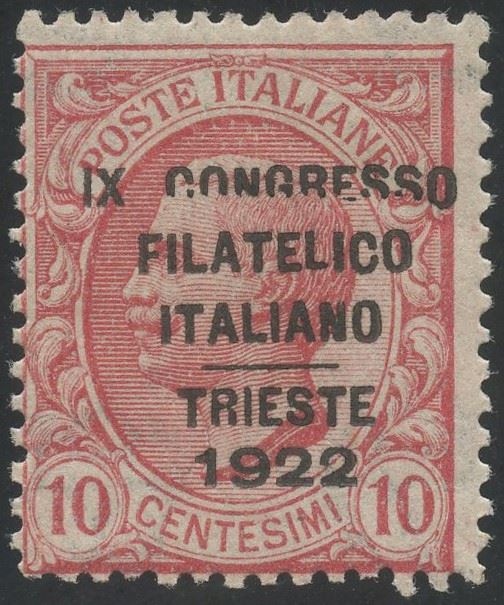 POSTE ITALIANE
IX CONGRESSO
FILATELICO
ITALIANO
TRIESTE
1922
10 CENTESIMI 10